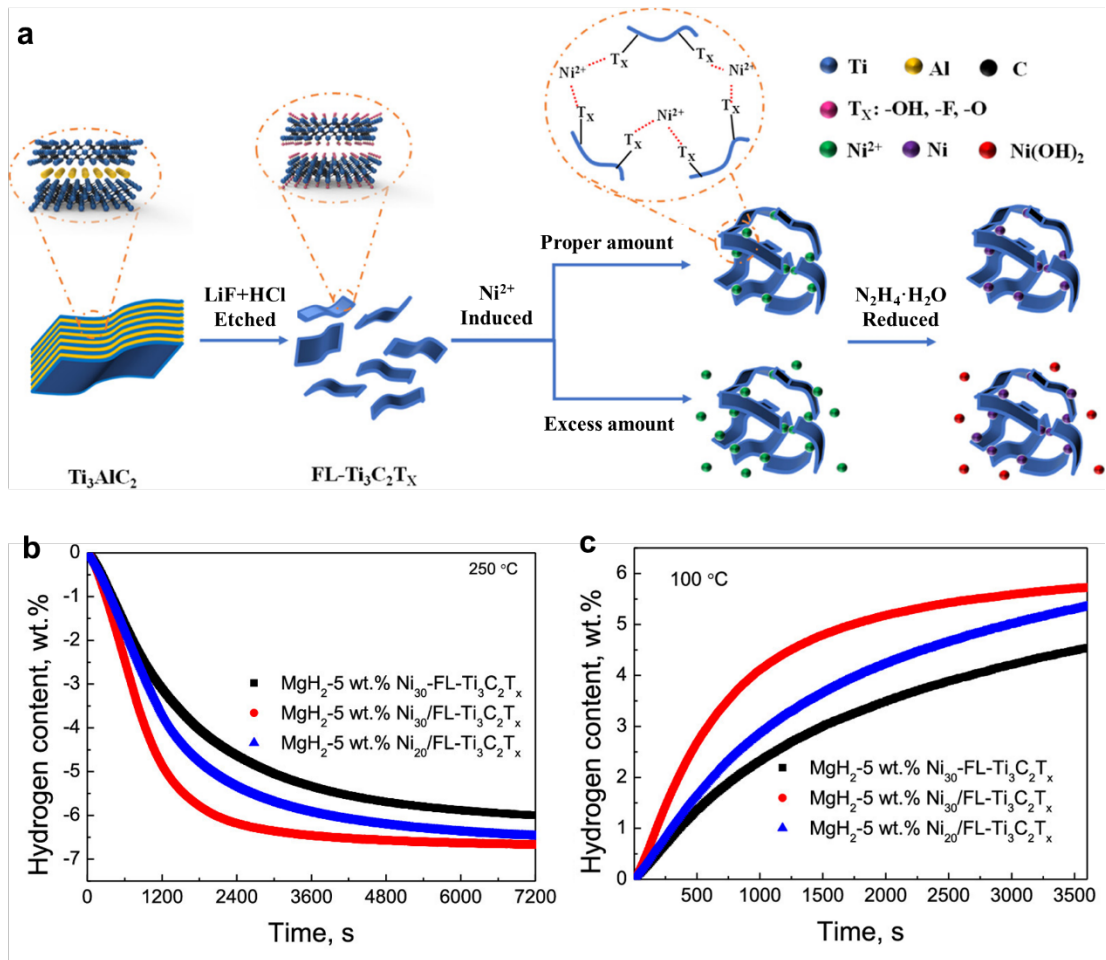 a
Ti
Al
C
Tₓ: -OH, -F, -O
Ni²⁺
Ni
Ni(OH)₂
Tₓ
Tₓ
Ni²⁺
Ni²⁺
Tₓ
Ni²⁺
Tₓ
Tₓ
Tₓ
LiF+HCl
Etched
Ni²⁺
Induced
Proper amount
Excess amount
N₂H₄·H₂O
Reduced
Ti₃AlC₂
FL-Ti₃C₂Tₓ
b
250 °C
MgH₂-5 wt.% Ni₃₀-FL-Ti₃C₂Tₓ
MgH₂-5 wt.% Ni₃₀/FL-Ti₃C₂Tₓ
MgH₂-5 wt.% Ni₂₀/FL-Ti₃C₂Tₓ
Hydrogen content, wt.%
0
-1
-2
-3
-4
-5
-6
-7
0 1200 2400 3600 4800 6000 7200
Time, s
c
100 °C
MgH₂-5 wt.% Ni₃₀-FL-Ti₃C₂Tₓ
MgH₂-5 wt.% Ni₃₀/FL-Ti₃C₂Tₓ
MgH₂-5 wt.% Ni₂₀/FL-Ti₃C₂Tₓ
Hydrogen content, wt.%
6
5
4
3
2
1
0
500 1000 1500 2000 2500 3000 3500
Time, s